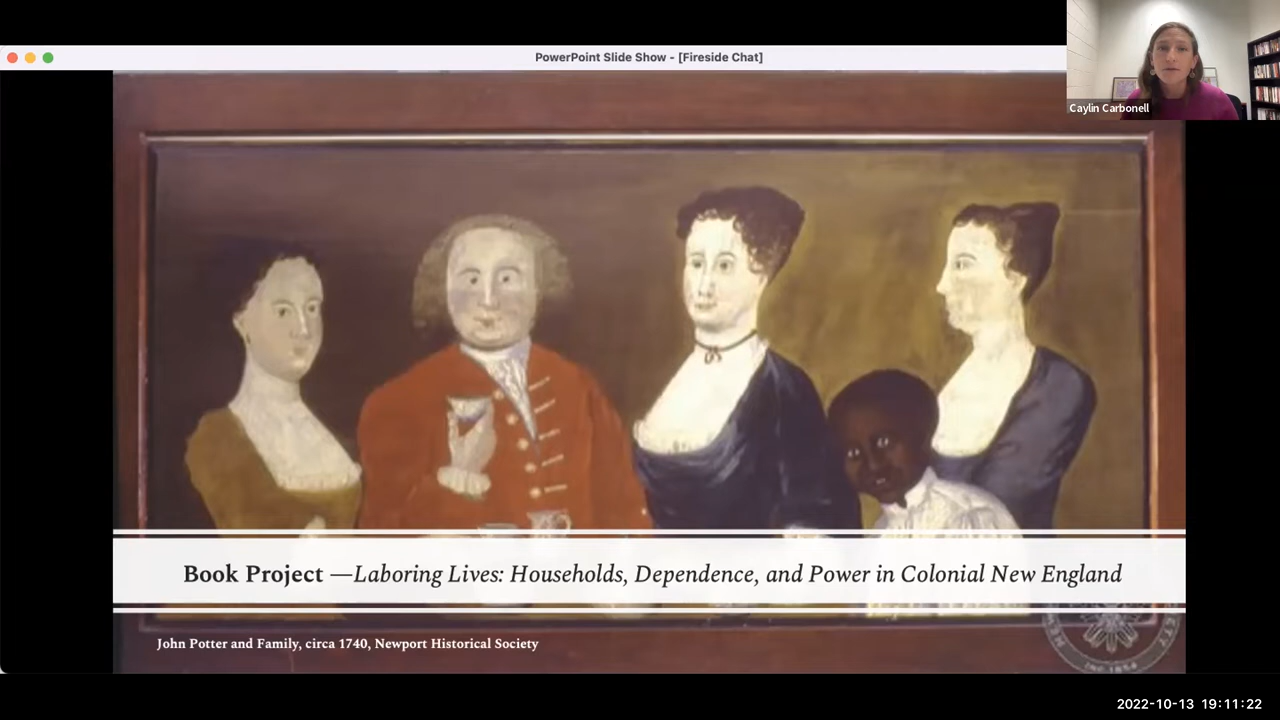 PowerPoint Slide Show - [Fireside Chat]
Caylin Carbonell
Book Project —Laboring Lives: Households, Dependence, and Power in Colonial New England
John Potter and Family, circa 1740, Newport Historical Society
2022-10-13 19:11:22